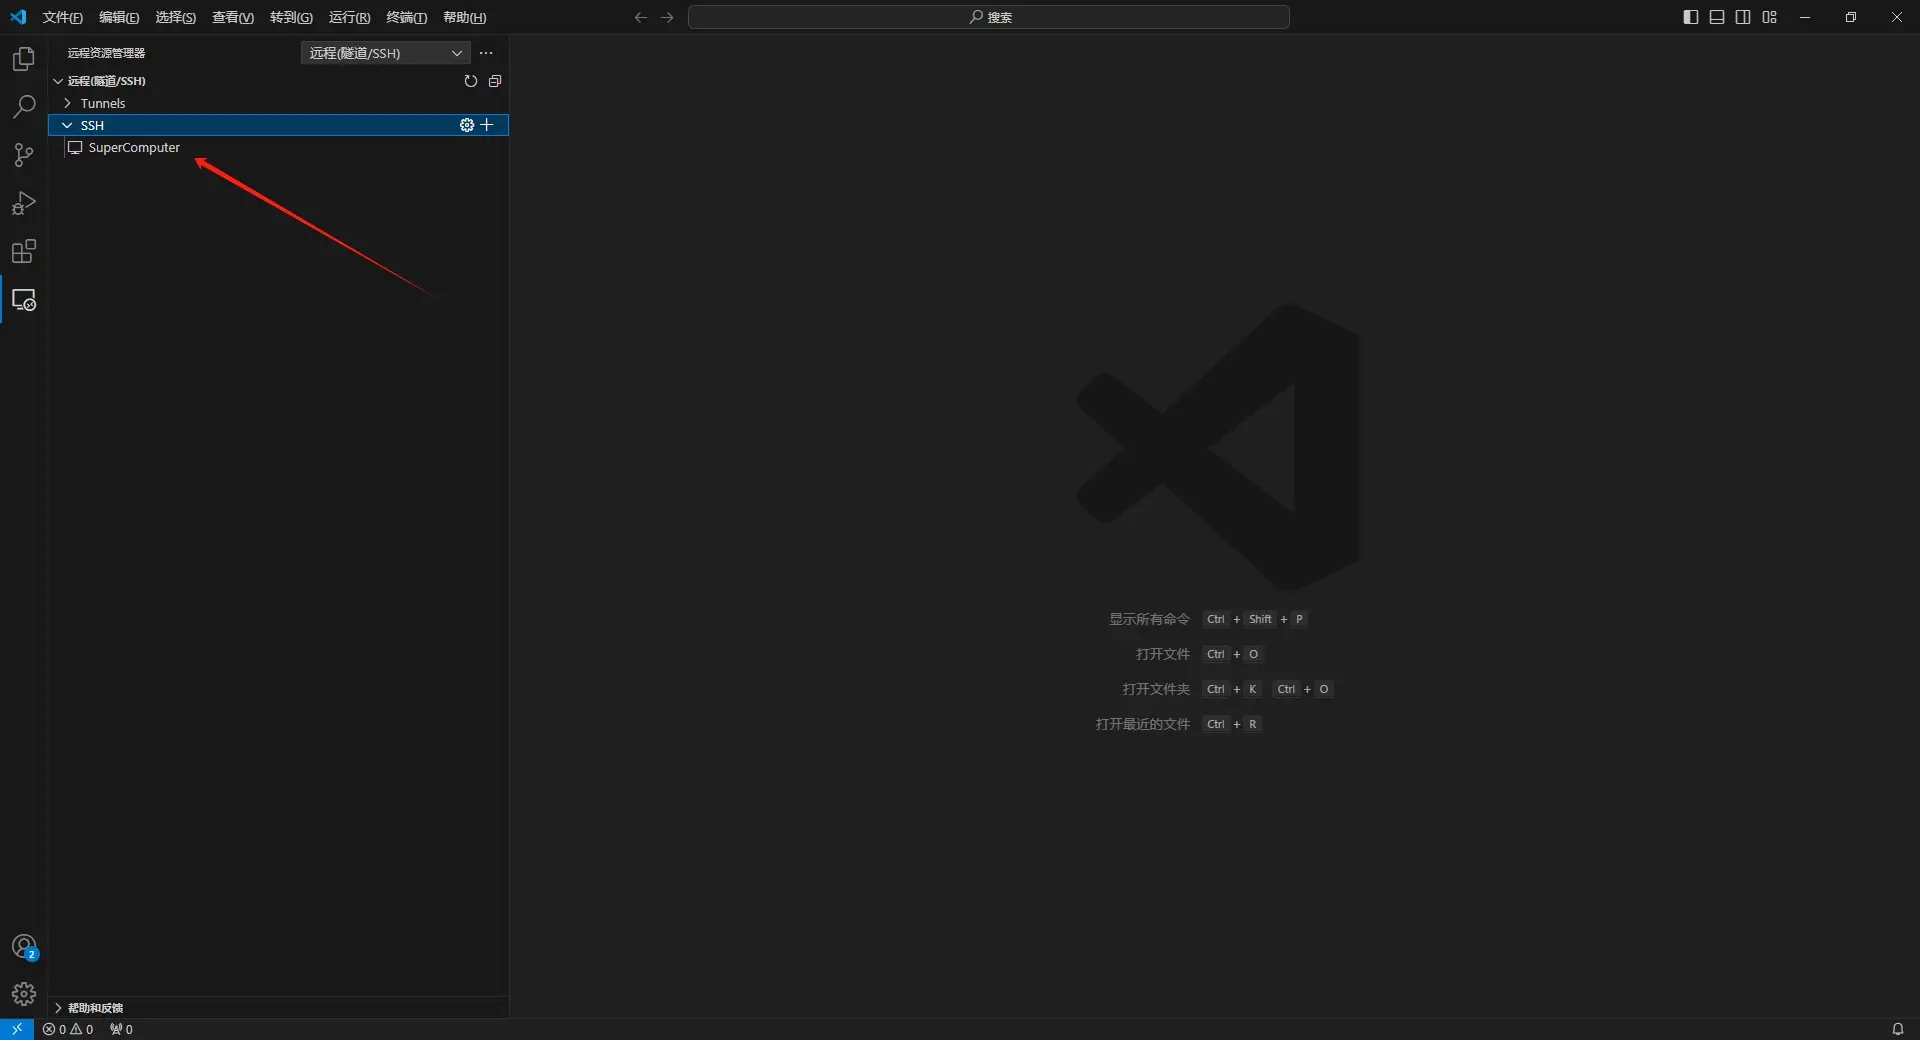 文件(F) 编辑(E) 选择(S) 查看(V) 转到(G) 运行(R) 终端(T) 帮助(H) 搜索
远程资源管理器 远程(隧道/SSH)
远程(隧道/SSH)
Tunnels
SSH
SuperComputer
显示所有命令 Ctrl + Shift + P
打开文件 Ctrl + O
打开文件夹 Ctrl + K Ctrl + O
打开最近的文件 Ctrl + R
2
帮助和反馈
0 0 0